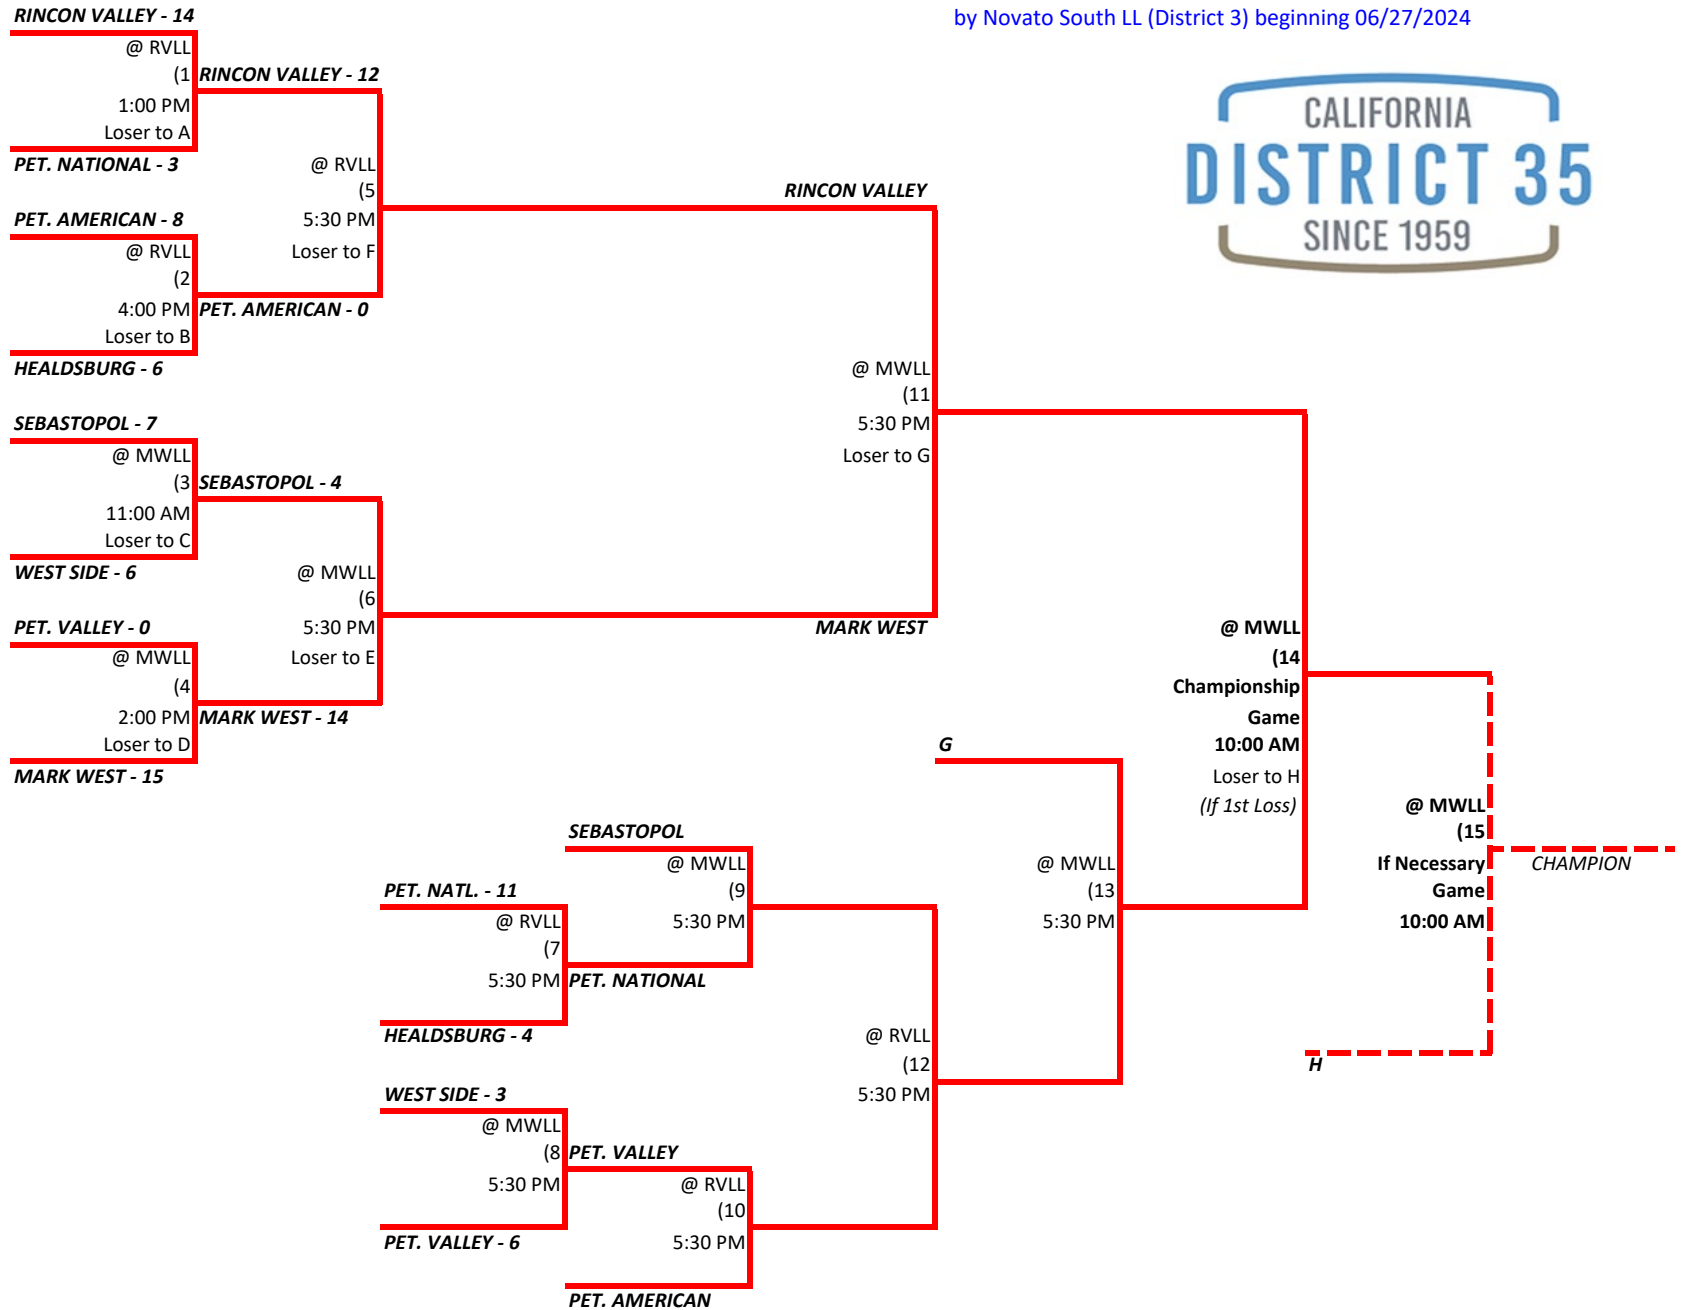 RINCON VALLEY - 14
by Novato South LL (District 3) beginning 06/27/2024
@ RVLL
(1
RINCON VALLEY - 12
1:00 PM
Loser to A
PET. NATIONAL - 3
@ RVLL
(5
5:30 PM
Loser to F
RINCON VALLEY
CALIFORNIA
DISTRICT 35
SINCE 1959
PET. AMERICAN - 8
@ RVLL
(2
4:00 PM
PET. AMERICAN - 0
Loser to B
HEALDSBURG - 6
@ MWLL
(11
5:30 PM
Loser to G
SEBASTOPOL - 7
@ MWLL
(3
SEBASTOPOL - 4
11:00 AM
Loser to C
WEST SIDE - 6
@ MWLL
(6
5:30 PM
Loser to E
MARK WEST
PET. VALLEY - 0
@ MWLL
(4
2:00 PM
MARK WEST - 14
Loser to D
MARK WEST - 15
@ MWLL
(14
Championship
Game
10:00 AM
Loser to H
(If 1st Loss)
G
@ MWLL
(15
If Necessary
Game
10:00 AM
CHAMPION
SEBASTOPOL
@ MWLL
(9
5:30 PM
@ MWLL
(13
5:30 PM
PET. NATL. - 11
@ RVLL
(7
5:30 PM
PET. NATIONAL
HEALDSBURG - 4
@ RVLL
(12
5:30 PM
H
WEST SIDE - 3
@ MWLL
(8
PET. VALLEY
5:30 PM
PET. VALLEY - 6
@ RVLL
(10
5:30 PM
PET. AMERICAN